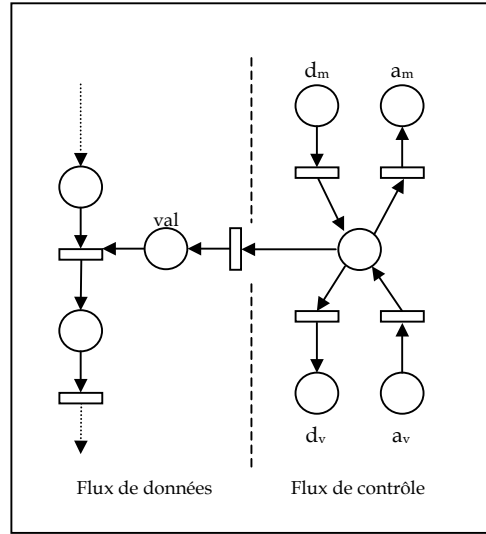 dm
am
val
dv
av
Flux de données
Flux de contrôle